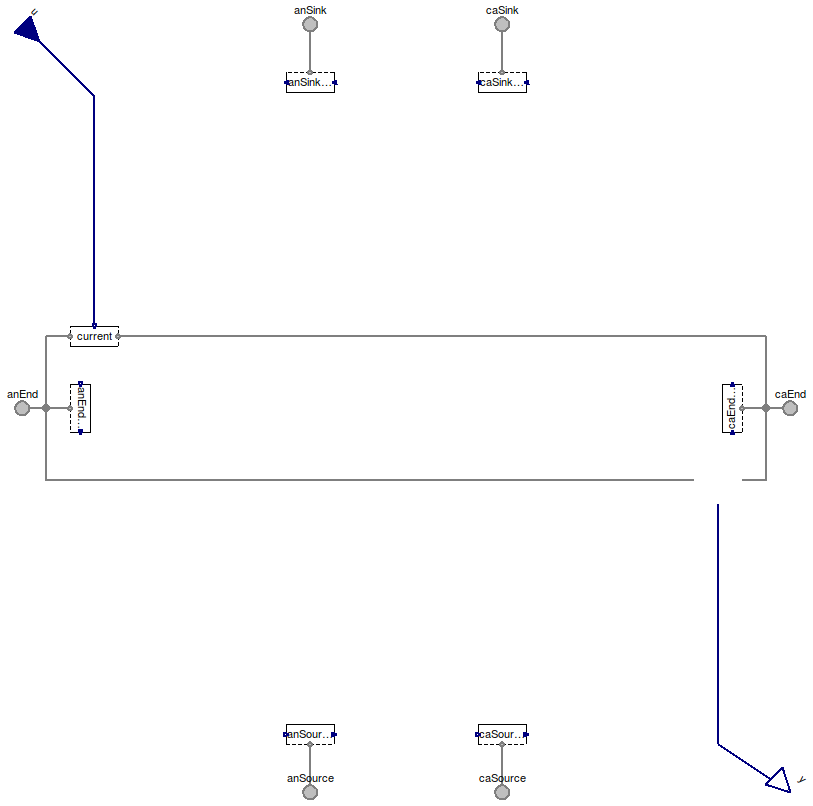 u
anSink
caSink
anSink...
caSink...
current
anEnd
anEnd...
caEnd...
caEnd
anSour...
caSour...
anSource
caSource
y